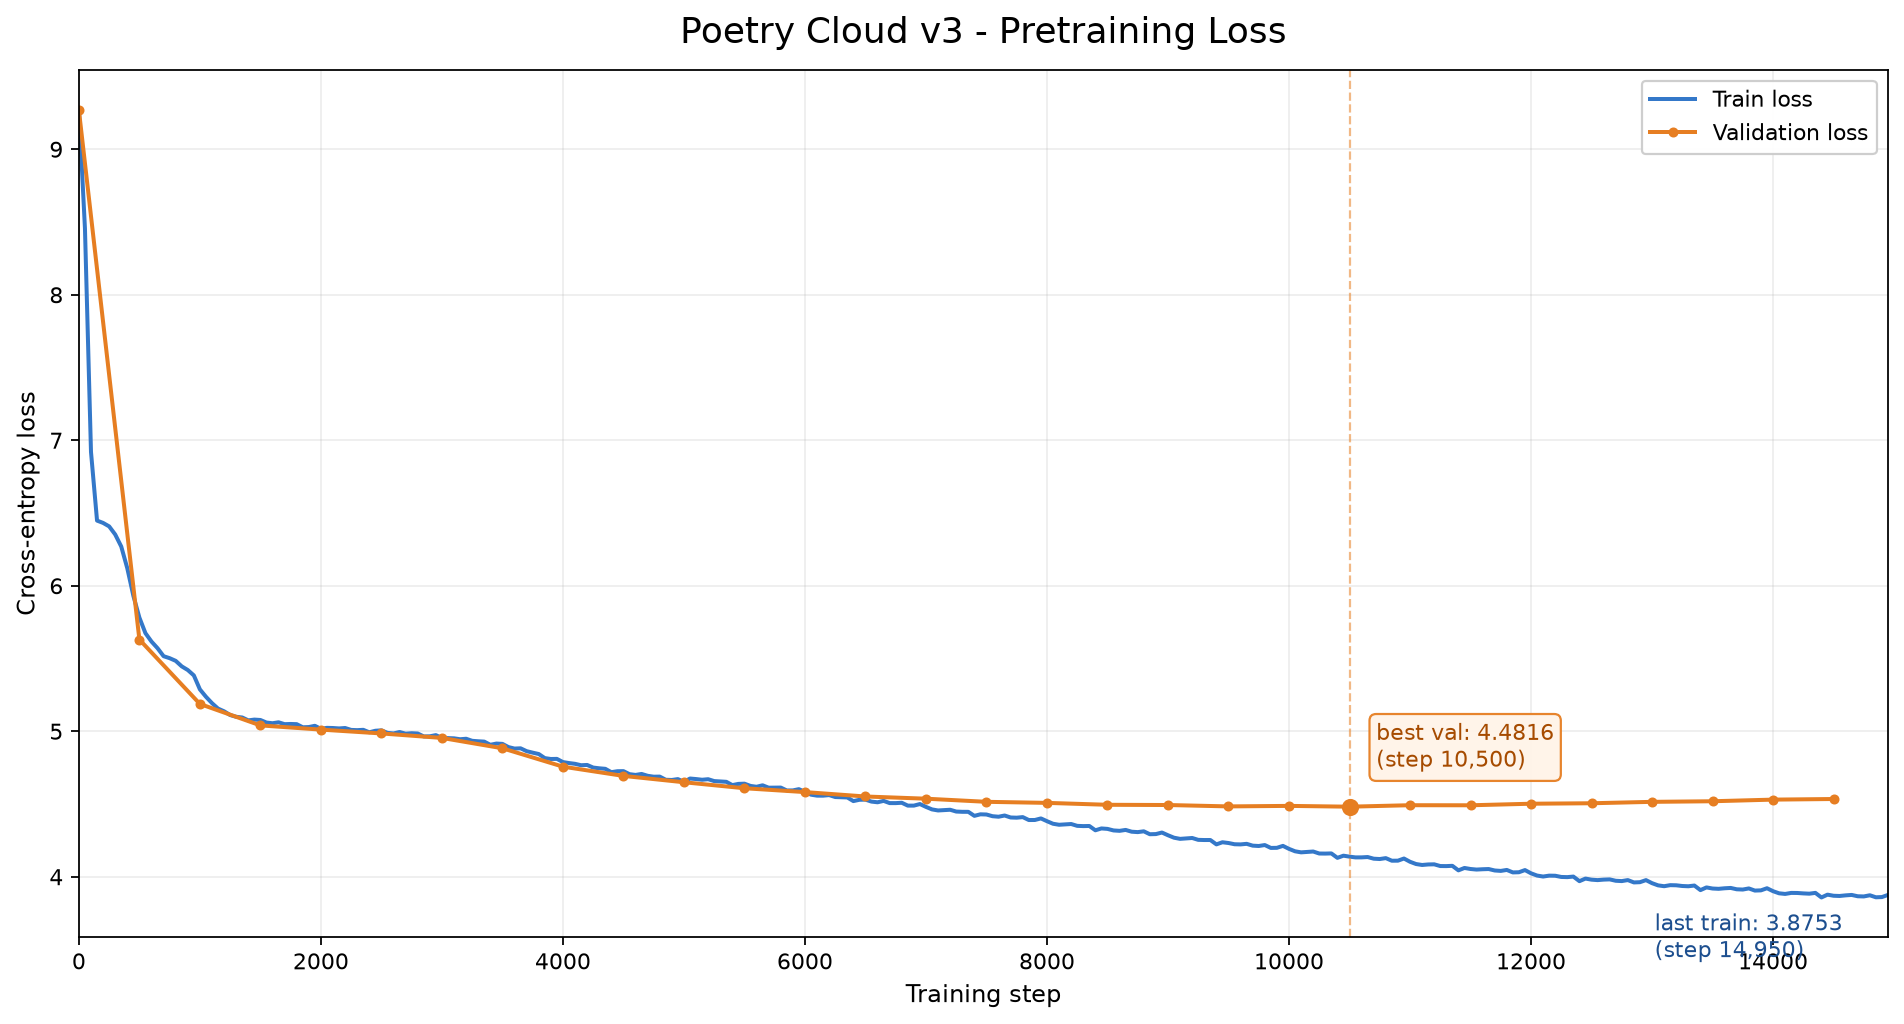 Poetry Cloud v3 - Pretraining Loss
Train loss
Validation loss
9
8
7
6
5
4
Cross-entropy loss
best val: 4.4816
(step 10,500)
last train: 3.8753
(step 14,950)
0
2000
4000
6000
8000
10000
12000
14000
Training step